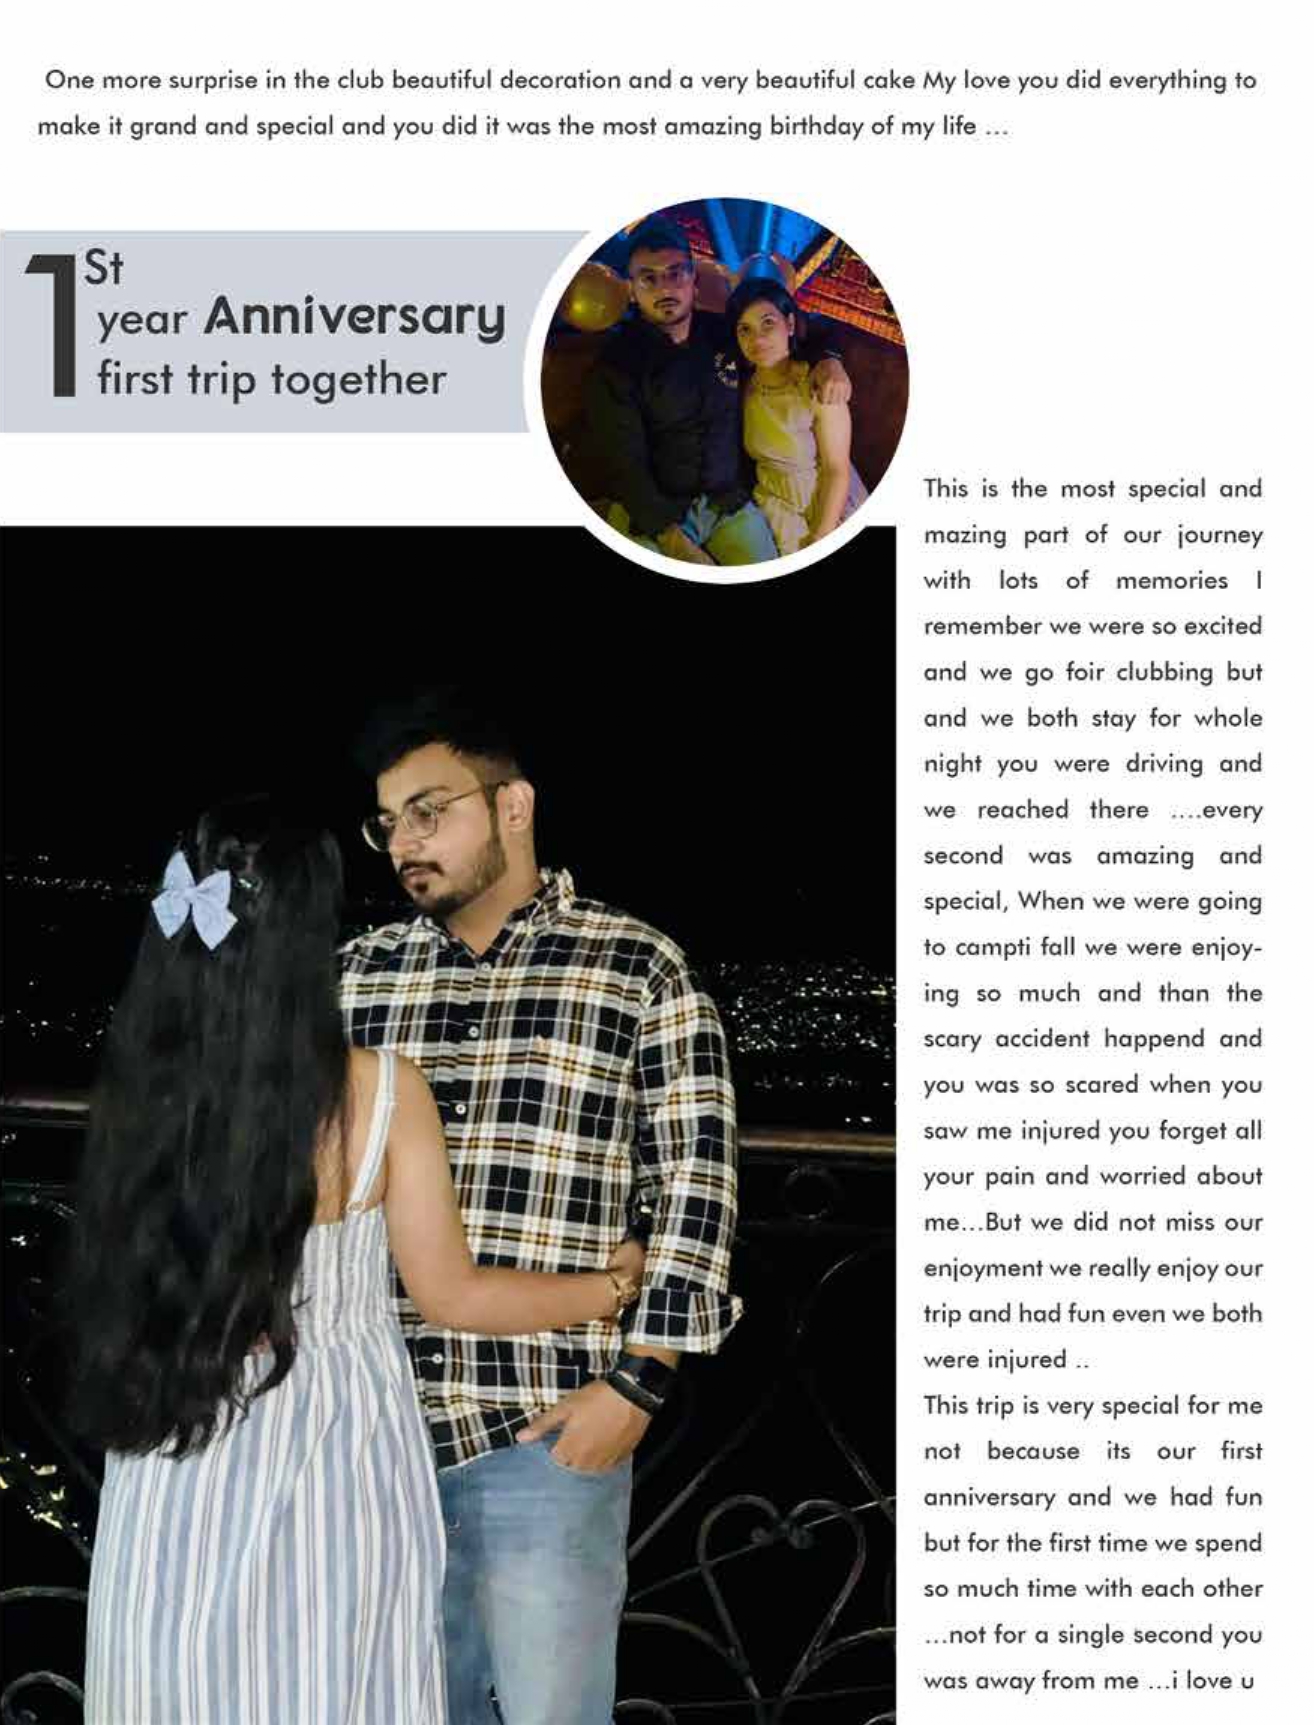 One more surprise in the club beautiful decoration and a very beautiful cake My love you did everything to
make it grand and special and you did it was the most amazing birthday of my life ...
1St
year Anniversary
first trip together
This is the most special and
mazing part of our journey
with lots of memories I
remember we were so excited
and we go foir clubbing but
and we both stay for whole
night you were driving and
we reached there ....every
second was amazing and
special, When we were going
to campti fall we were enjoy-
ing so much and than the
scary accident happend and
you was so scared when you
saw me injured you forget all
your pain and worried about
me...But we did not miss our
enjoyment we really enjoy our
trip and had fun even we both
were injured ..
This trip is very special for me
not because its our first
anniversary and we had fun
but for the first time we spend
so much time with each other
...not for a single second you
was away from me ...i love u